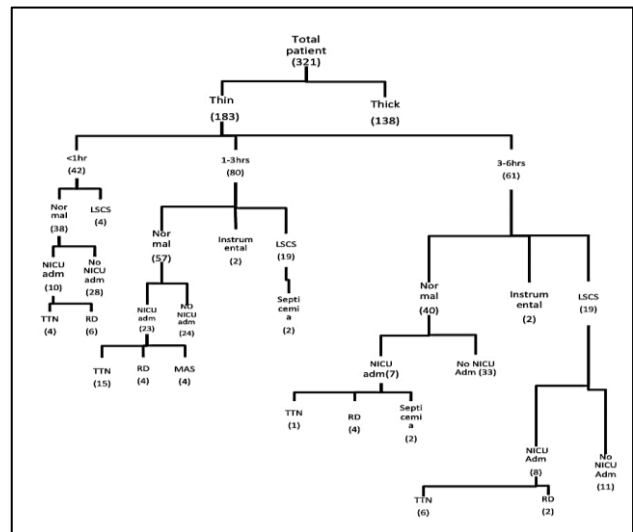 Total
patient
(321)
Thin
(183)
Thick
(138)
<1hr
(42)
1-3hrs
(80)
3-6hrs
(61)
Nor
mal
(38)
LSCS
(4)
NICU
adm
(10)
No
NICU
adm
(28)
TTN
(4)
RD
(6)
Nor
mal
(57)
Instrum
ental
(2)
LSCS
(19)
NICU
adm
(23)
NO
NICU
adm
(24)
Septi
cemi
a
(2)
TTN
(15)
RD
(4)
MAS
(4)
Nor
mal
(40)
Instrum
ental
(2)
LSCS
(19)
NICU
adm(7)
No NICU
Adm (33)
TTN
(1)
RD
(4)
Septi
cemi
a
(2)
NICU
Adm
(8)
No
NICU
Adm
(11)
TTN
(6)
RD
(2)